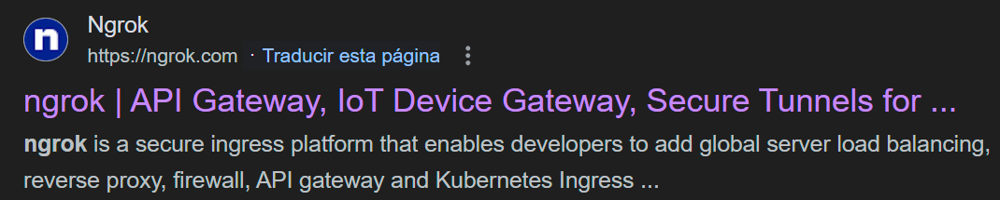 n
Ngrok
https://ngrok.com · Traducir esta página
ngrok | API Gateway, IoT Device Gateway, Secure Tunnels for ...
ngrok is a secure ingress platform that enables developers to add global server load balancing,
reverse proxy, firewall, API gateway and Kubernetes Ingress ...